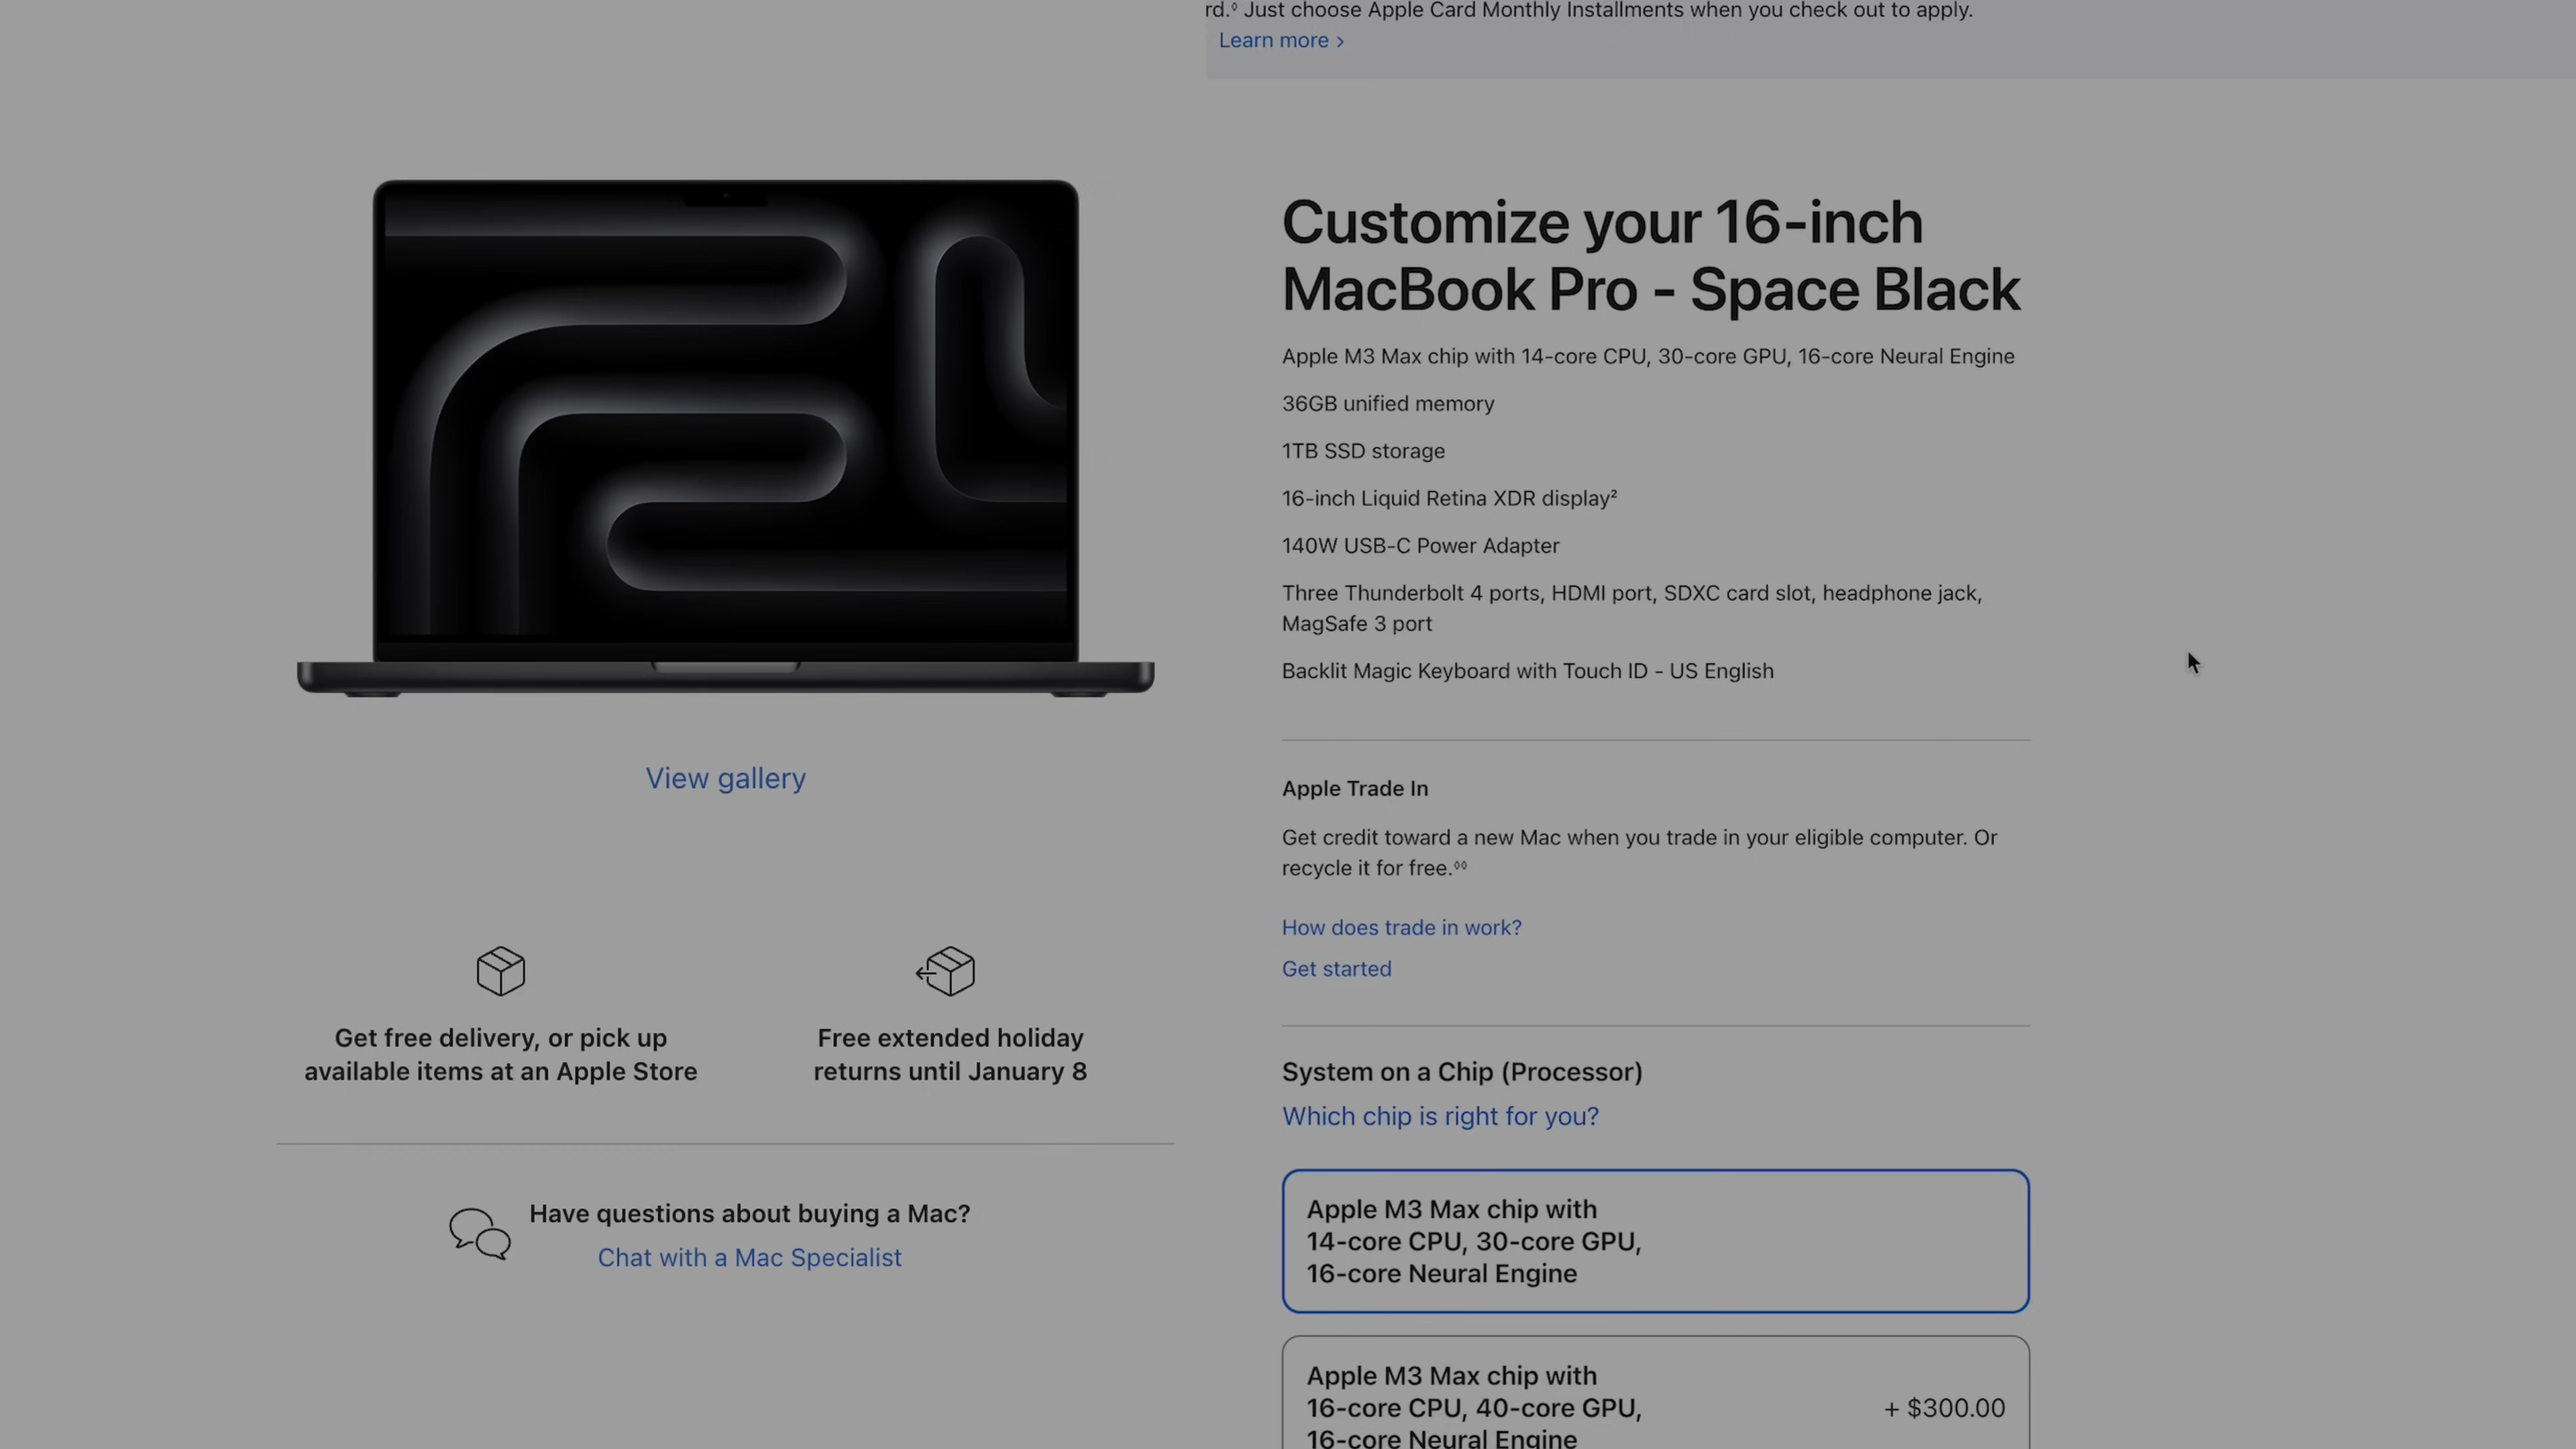 rd.◊ Just choose Apple Card Monthly Installments when you check out to apply.
Learn more >
Customize your 16-inch
MacBook Pro - Space Black
Apple M3 Max chip with 14-core CPU, 30-core GPU, 16-core Neural Engine
36GB unified memory
1TB SSD storage
16-inch Liquid Retina XDR display²
140W USB-C Power Adapter
Three Thunderbolt 4 ports, HDMI port, SDXC card slot, headphone jack,
MagSafe 3 port
Backlit Magic Keyboard with Touch ID - US English
View gallery
Apple Trade In
Get credit toward a new Mac when you trade in your eligible computer. Or
recycle it for free.◊◊
How does trade in work?
Get started
Get free delivery, or pick up
available items at an Apple Store
Free extended holiday
returns until January 8
Have questions about buying a Mac?
Chat with a Mac Specialist
System on a Chip (Processor)
Which chip is right for you?
Apple M3 Max chip with
14-core CPU, 30-core GPU,
16-core Neural Engine
Apple M3 Max chip with
16-core CPU, 40-core GPU,
16-core Neural Engine
+ $300.00